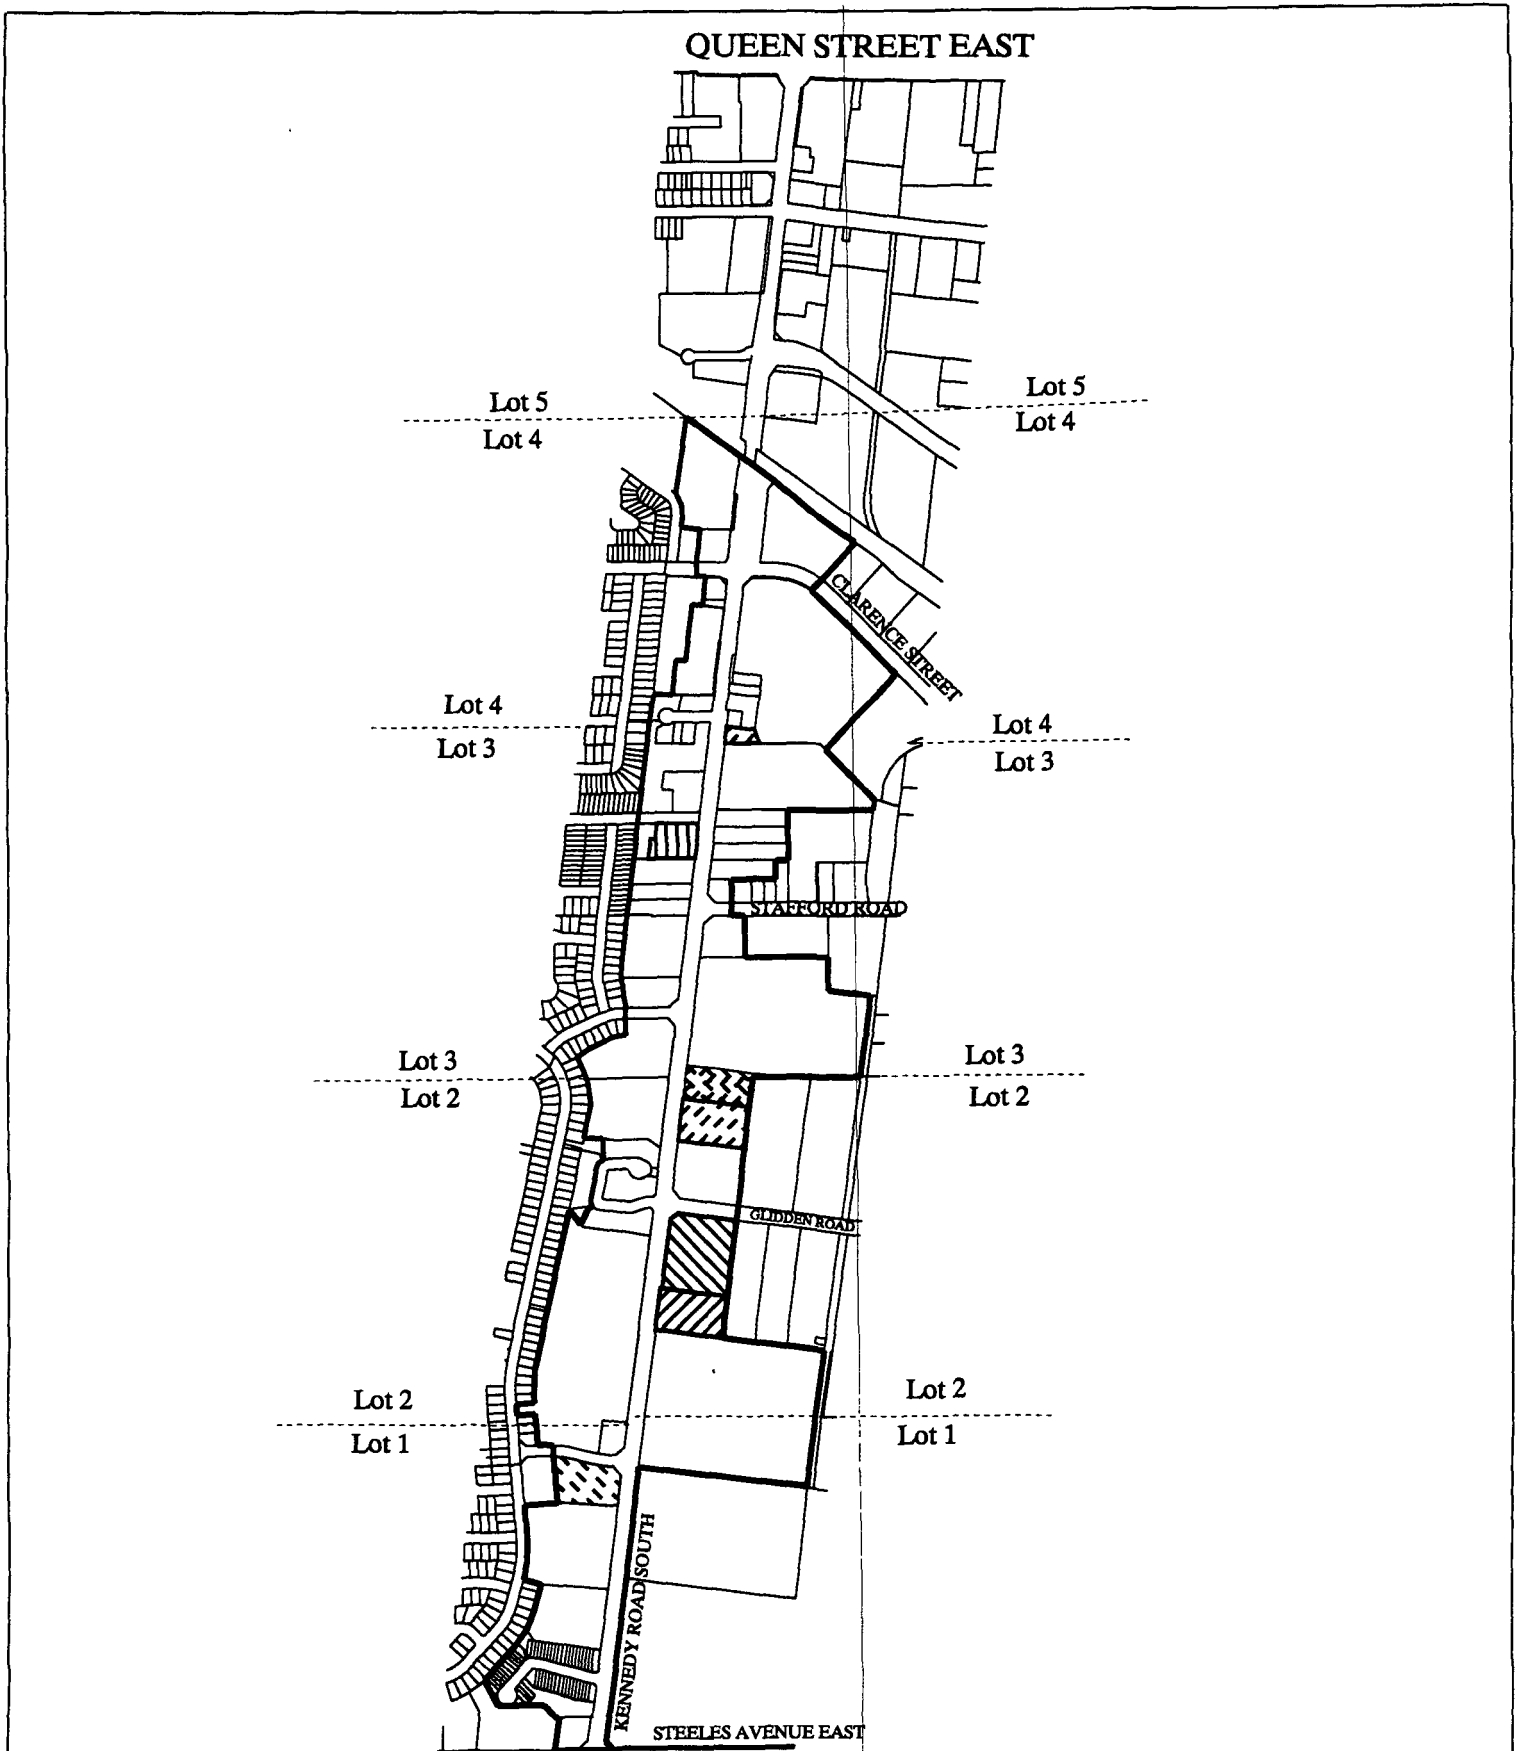 QUEEN STREET EAST
Lot 5
Lot 4
Lot 5
Lot 4
CLARENCE STREET
Lot 4
Lot 3
Lot 4
Lot 3
STAFFORD ROAD
Lot 3
Lot 2
Lot 3
Lot 2
GLIDDEN ROAD
Lot 2
Lot 1
Lot 2
Lot 1
KENNEDY ROAD SOUTH
STEELES AVENUE EAST